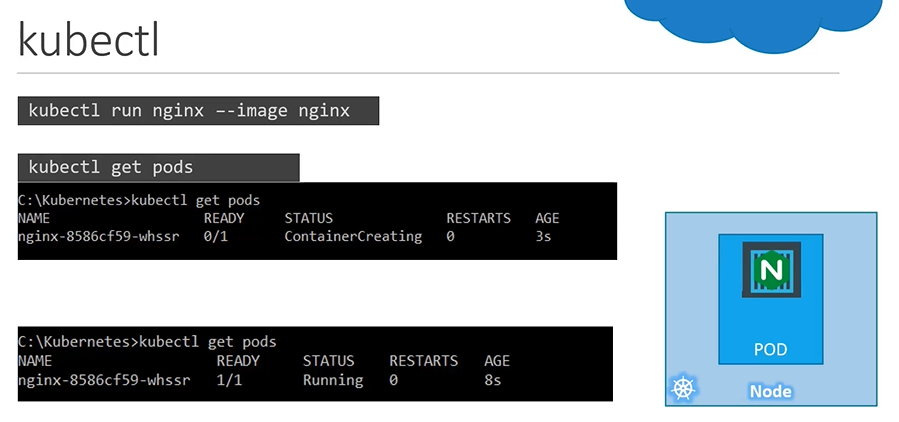 kubectl
kubectl run nginx –-image nginx
kubectl get pods
C:\Kubernetes>kubectl get pods
NAME READY STATUS RESTARTS AGE
nginx-8586cf59-whssr 0/1 ContainerCreating 0 3s
C:\Kubernetes>kubectl get pods
NAME READY STATUS RESTARTS AGE
nginx-8586cf59-whssr 1/1 Running 0 8s
N
POD
Node